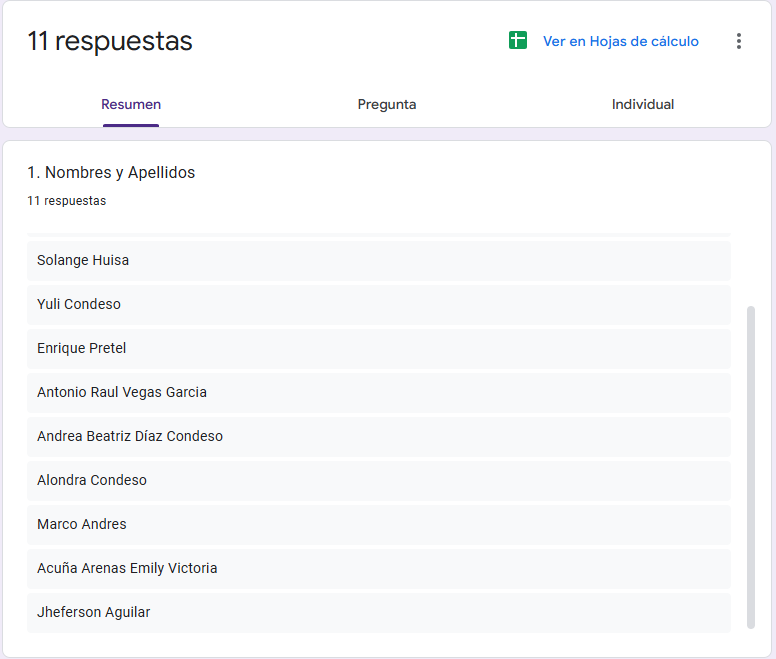 11 respuestas
Ver en Hojas de cálculo
Resumen
Pregunta
Individual
1. Nombres y Apellidos
11 respuestas
Solange Huisa
Yuli Condeso
Enrique Pretel
Antonio Raul Vegas Garcia
Andrea Beatriz Díaz Condeso
Alondra Condeso
Marco Andres
Acuña Arenas Emily Victoria
Jheferson Aguilar